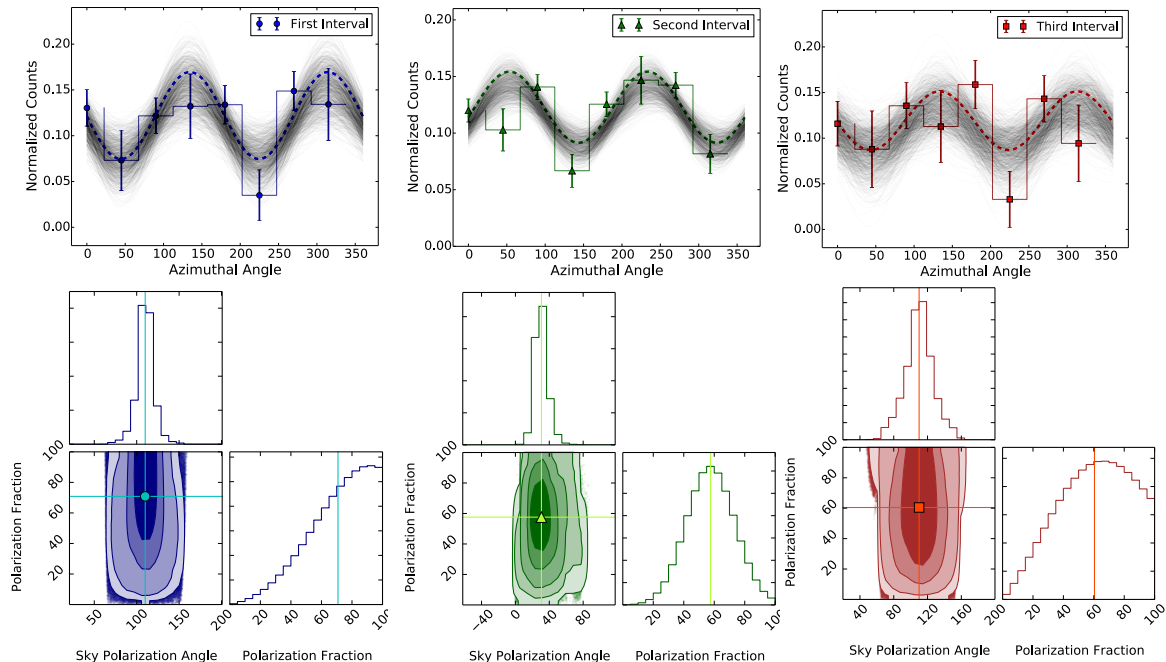 First Interval
Normalized Counts
0.20
0.15
0.10
0.05
0.00
0 50 100 150 200 250 300 350
Azimuthal Angle
Second Interval
Normalized Counts
0.20
0.15
0.10
0.05
0.00
0 50 100 150 200 250 300 350
Azimuthal Angle
Third Interval
Normalized Counts
0.20
0.15
0.10
0.05
0.00
0 50 100 150 200 250 300 350
Azimuthal Angle
Polarization Fraction
100
80
60
40
20
50 100 150 200
Sky Polarization Angle
0 20 40 60 80
Polarization Fraction
Polarization Fraction
100
80
60
40
20
−40 0 40 80
Sky Polarization Angle
0 20 40 60 80
Polarization Fraction
Polarization Fraction
100
80
60
40
20
40 80 120 160 200
Sky Polarization Angle
0 20 40 60 80 100
Polarization Fraction